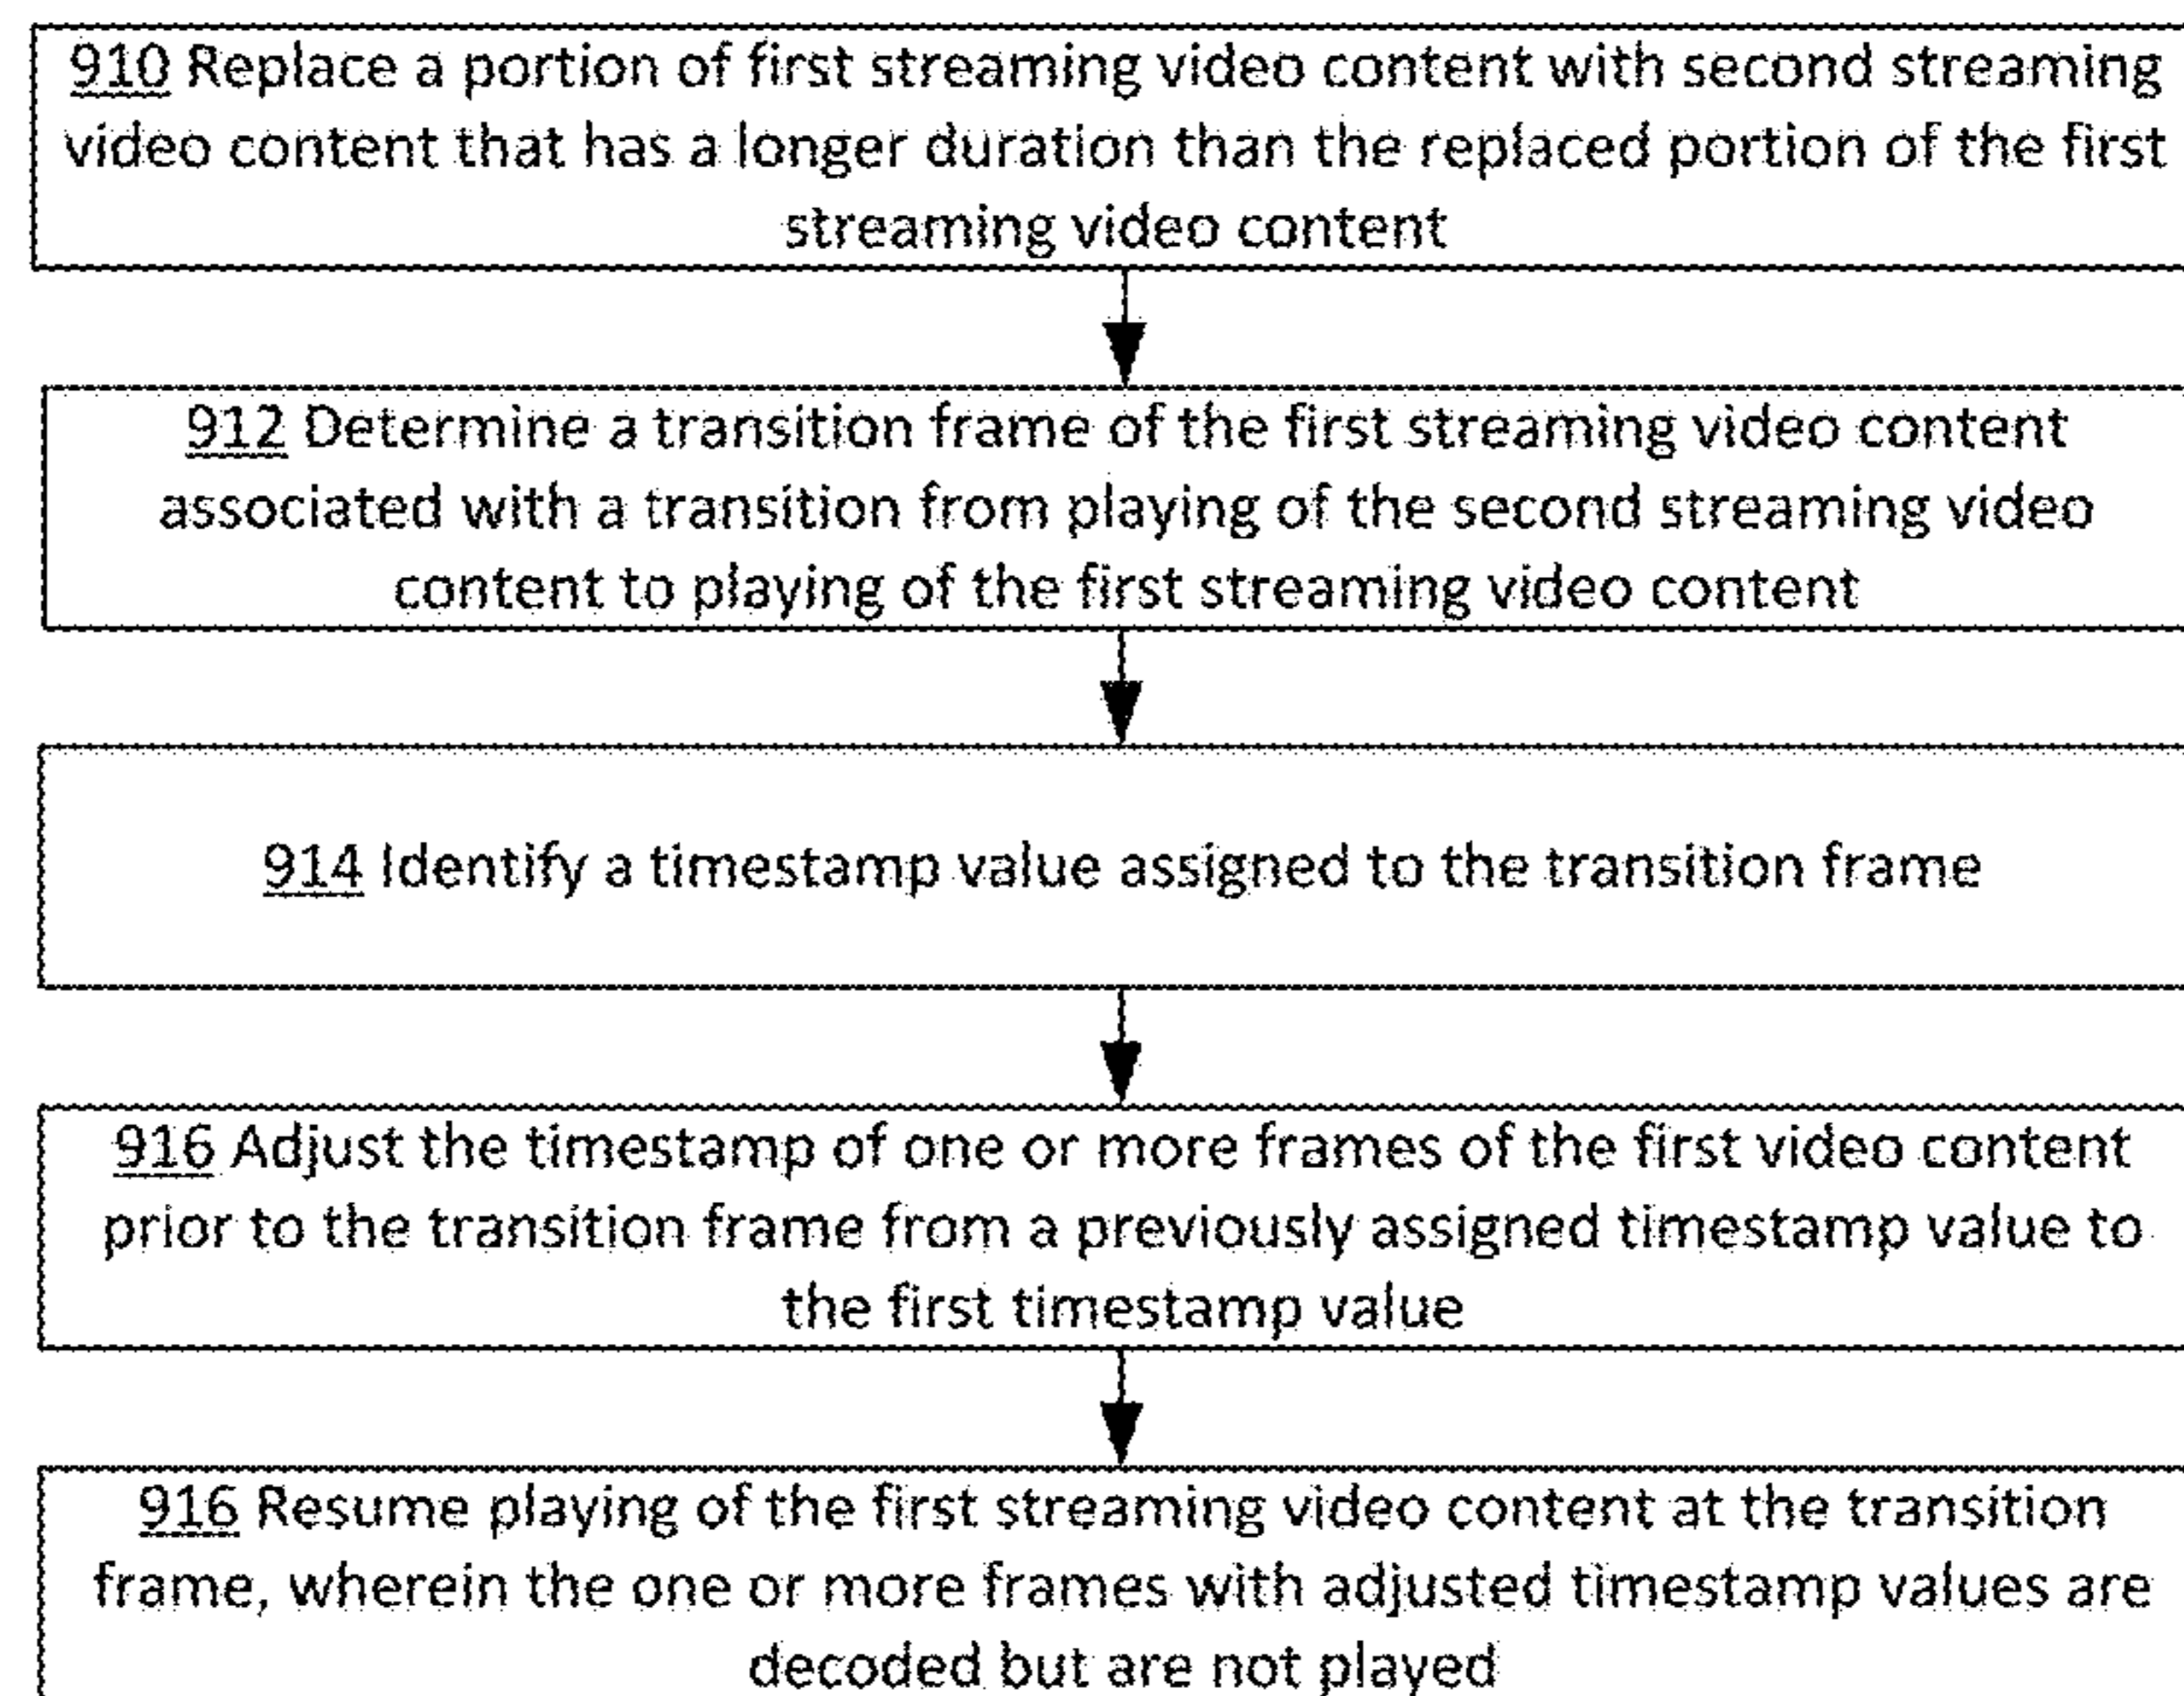 910 Replace a portion of first streaming video content with second streaming
video content that has a longer duration than the replaced portion of the first
streaming video content
912 Determine a transition frame of the first streaming video content
associated with a transition from playing of the second streaming video
content to playing of the first streaming video content
914 Identify a timestamp value assigned to the transition frame
916 Adjust the timestamp of one or more frames of the first video content
prior to the transition frame from a previously assigned timestamp value to
the first timestamp value
916 Resume playing of the first streaming video content at the transition
frame, wherein the one or more frames with adjusted timestamp values are
decoded but are not played